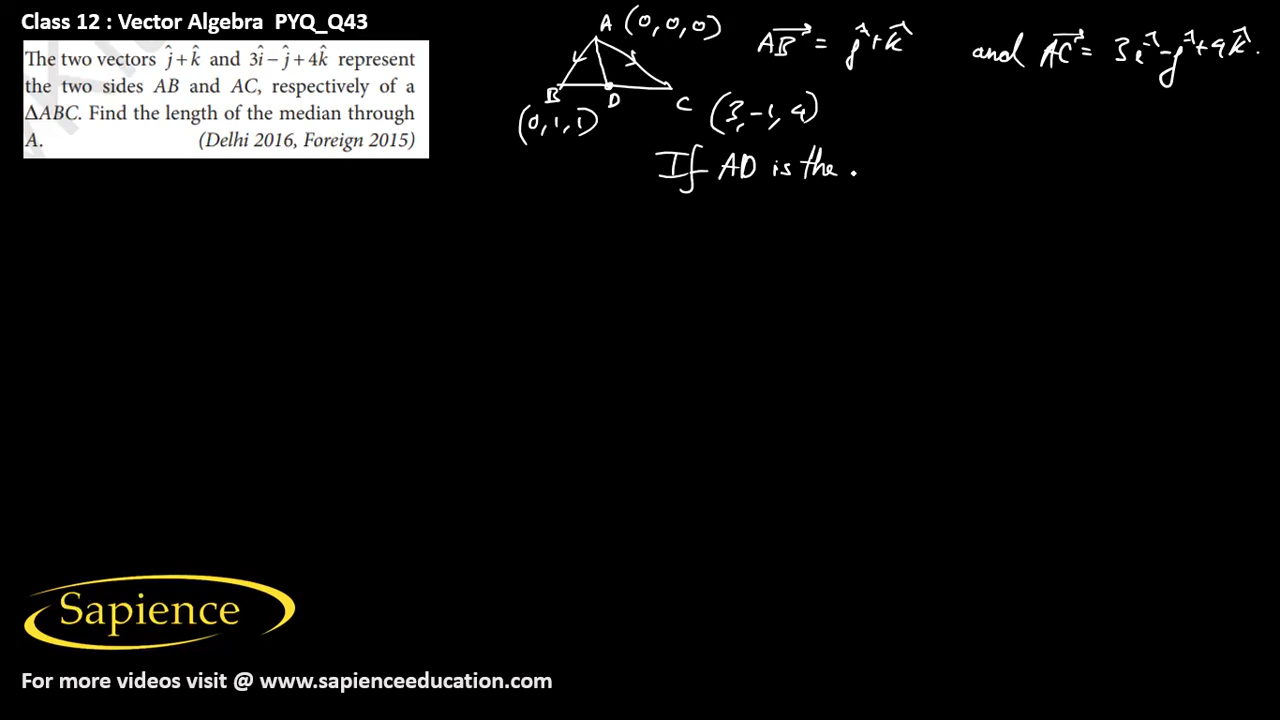 Class 12 : Vector Algebra PYQ_Q43
The two vectors ĵ + k̂ and 3î − ĵ + 4k̂ represent
the two sides AB and AC, respectively of a
ΔABC. Find the length of the median through
A. (Delhi 2016, Foreign 2015)
A (0, 0, 0)
B
D
C (3, -1, 4)
(0, 1, 1)
AB→ = ĵ + k̂ and AC→ = 3î - ĵ + 4k̂.
If AD is the .
Sapience
For more videos visit @ www.sapienceeducation.com